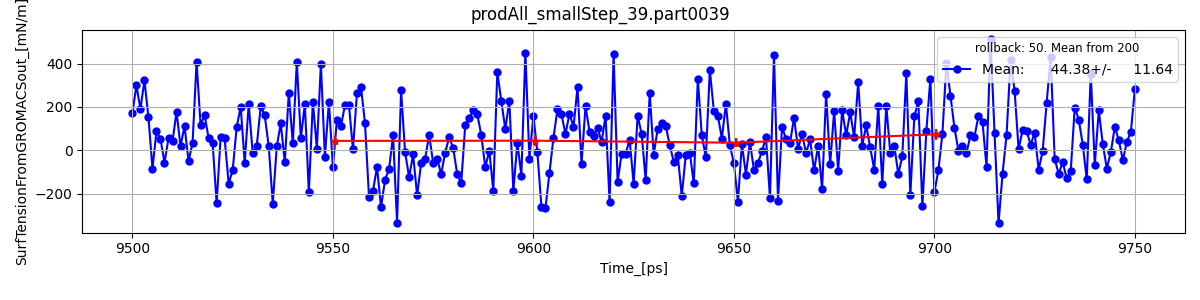 prodAll_smallStep_39.part0039
SurfTensionFromGROMACSout_[mN/m]
rollback: 50. Mean from 200
Mean: 44.38+/- 11.64
400
200
0
−200
9500 9550 9600 9650 9700 9750
Time_[ps]